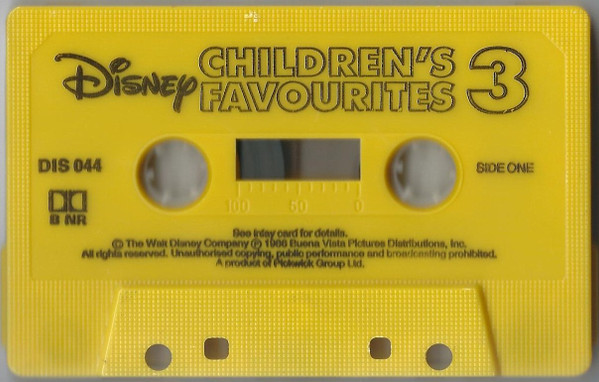 Disney CHILDREN'S FAVOURITES 3
DIS 044
SIDE ONE
B NR
100 50 0
See inlay card for details.
© The Walt Disney Company ℗ 1986 Buena Vista Pictures Distributions, Inc.
All rights reserved. Unauthorised copying, public performance and broadcasting prohibited.
A product of Pickwick Group Ltd.